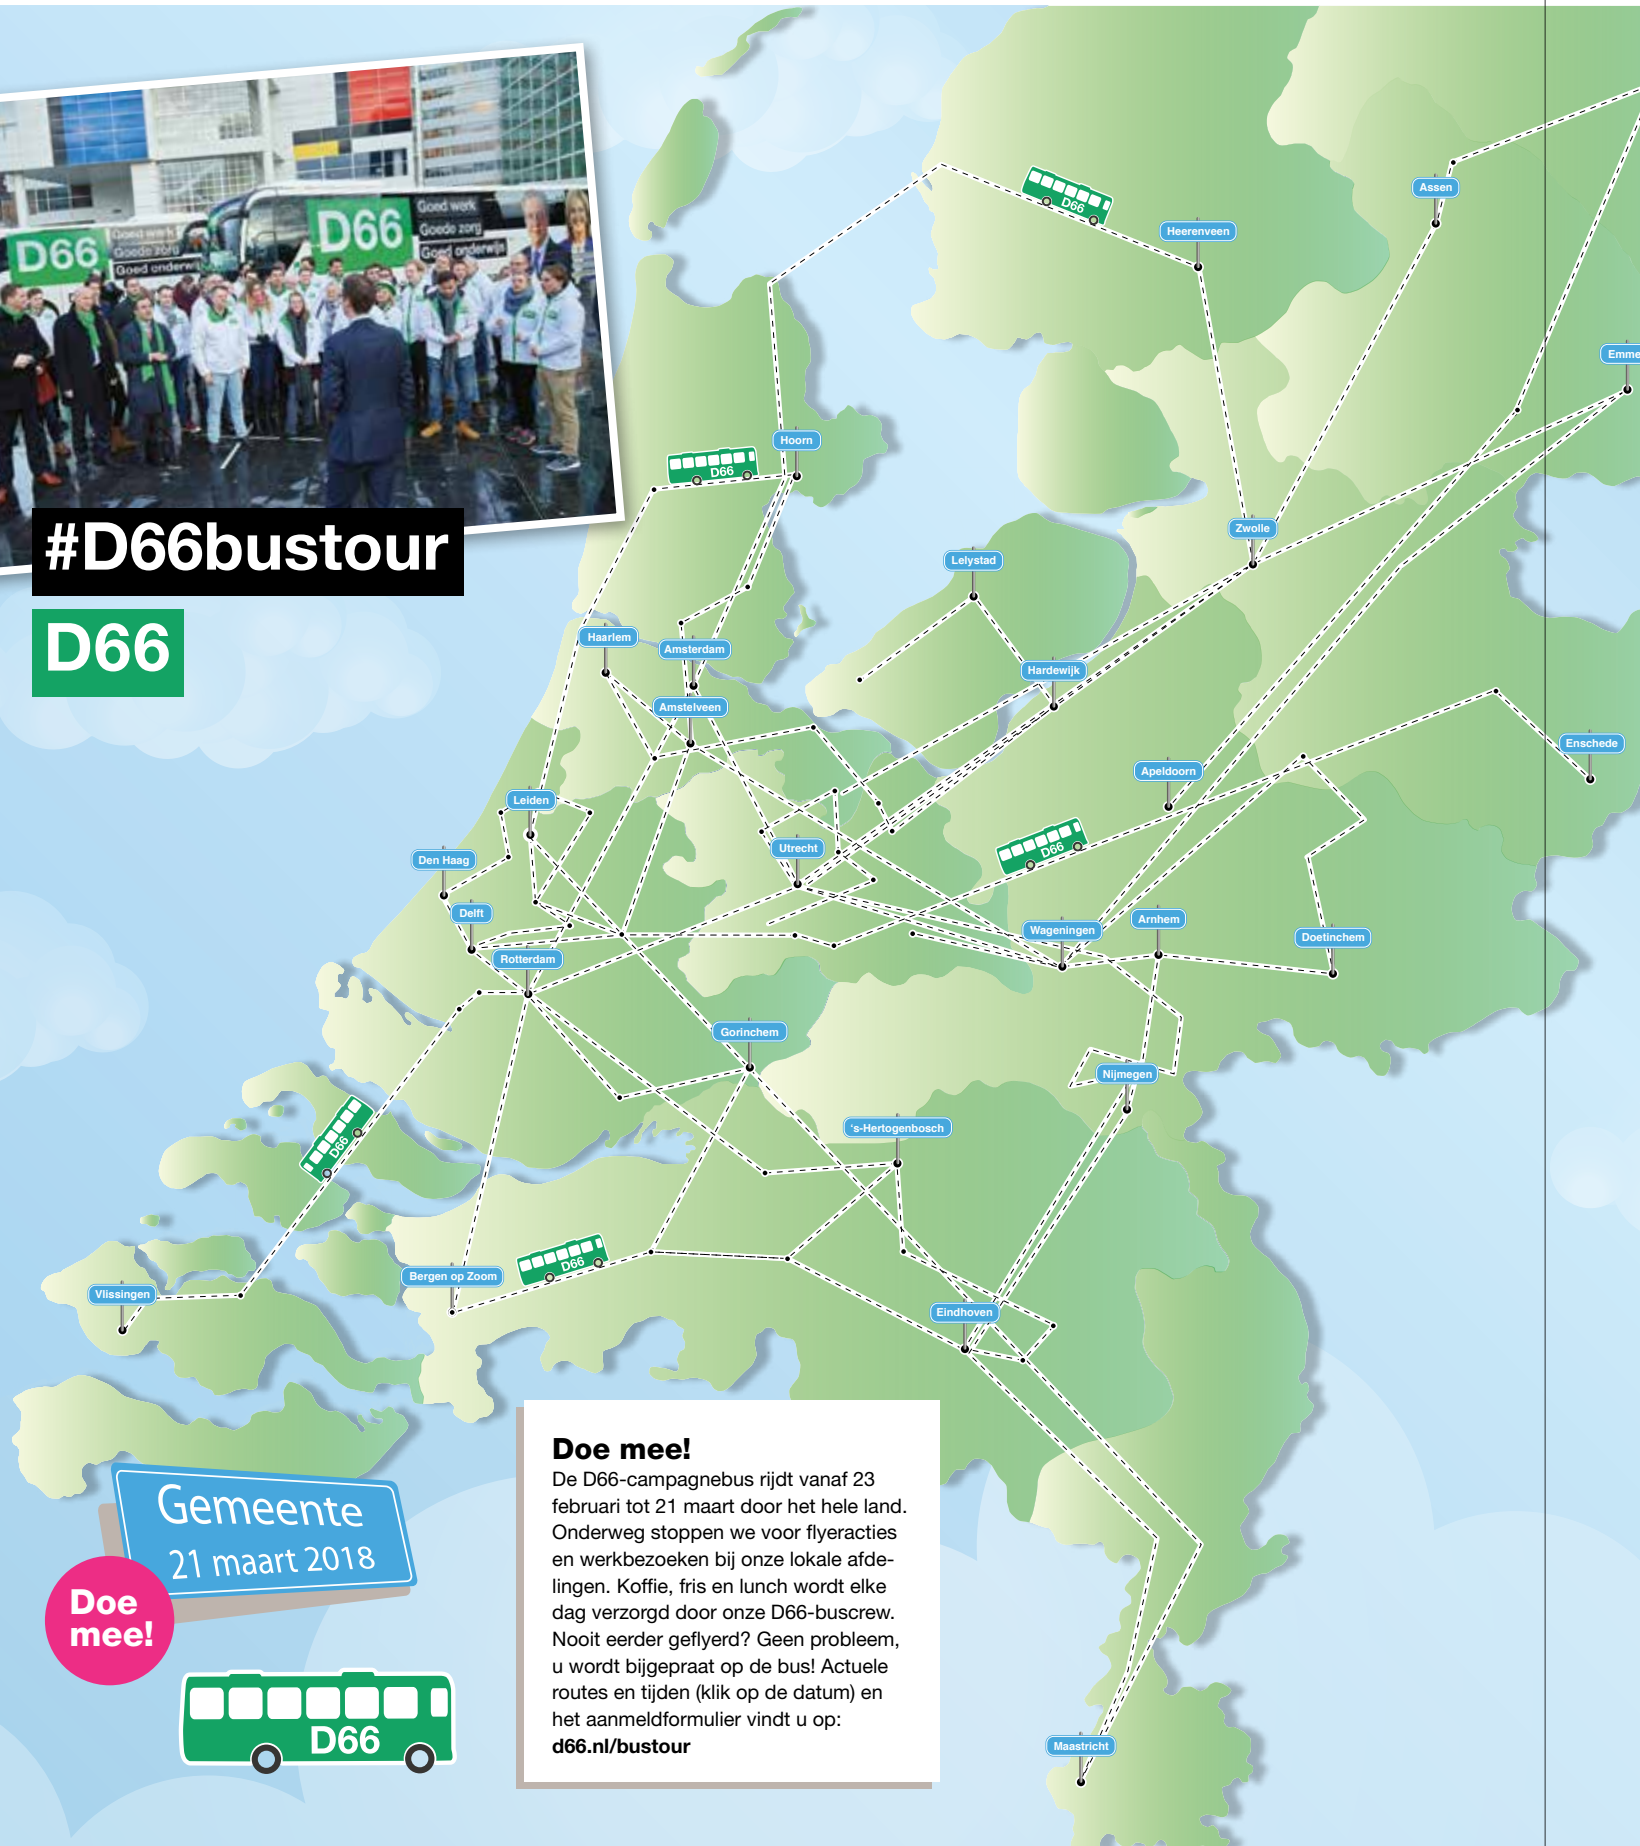 D66
Goed werk
Goede zorg
Goed onderwijs
D66
Goed werk
Goede zorg
Goed onderwijs
#D66bustour
D66
D66
Assen
Heerenveen
Emme
Hoorn
D66
Zwolle
Lelystad
Haarlem
Amsterdam
Hardewijk
Amstelveen
Enschede
Apeldoorn
Leiden
Utrecht
D66
Den Haag
Delft
Wageningen
Arnhem
Doetinchem
Rotterdam
Gorinchem
Nijmegen
's-Hertogenbosch
D66
Bergen op Zoom
D66
Vlissingen
Eindhoven
Maastricht
Gemeente
21 maart 2018
Doe
mee!
D66
Doe mee!
De D66-campagnebus rijdt vanaf 23
februari tot 21 maart door het hele land.
Onderweg stoppen we voor flyeracties
en werkbezoeken bij onze lokale afde-
lingen. Koffie, fris en lunch wordt elke
dag verzorgd door onze D66-buscrew.
Nooit eerder geflyerd? Geen probleem,
u wordt bijgepraat op de bus! Actuele
routes en tijden (klik op de datum) en
het aanmeldformulier vindt u op:
d66.nl/bustour